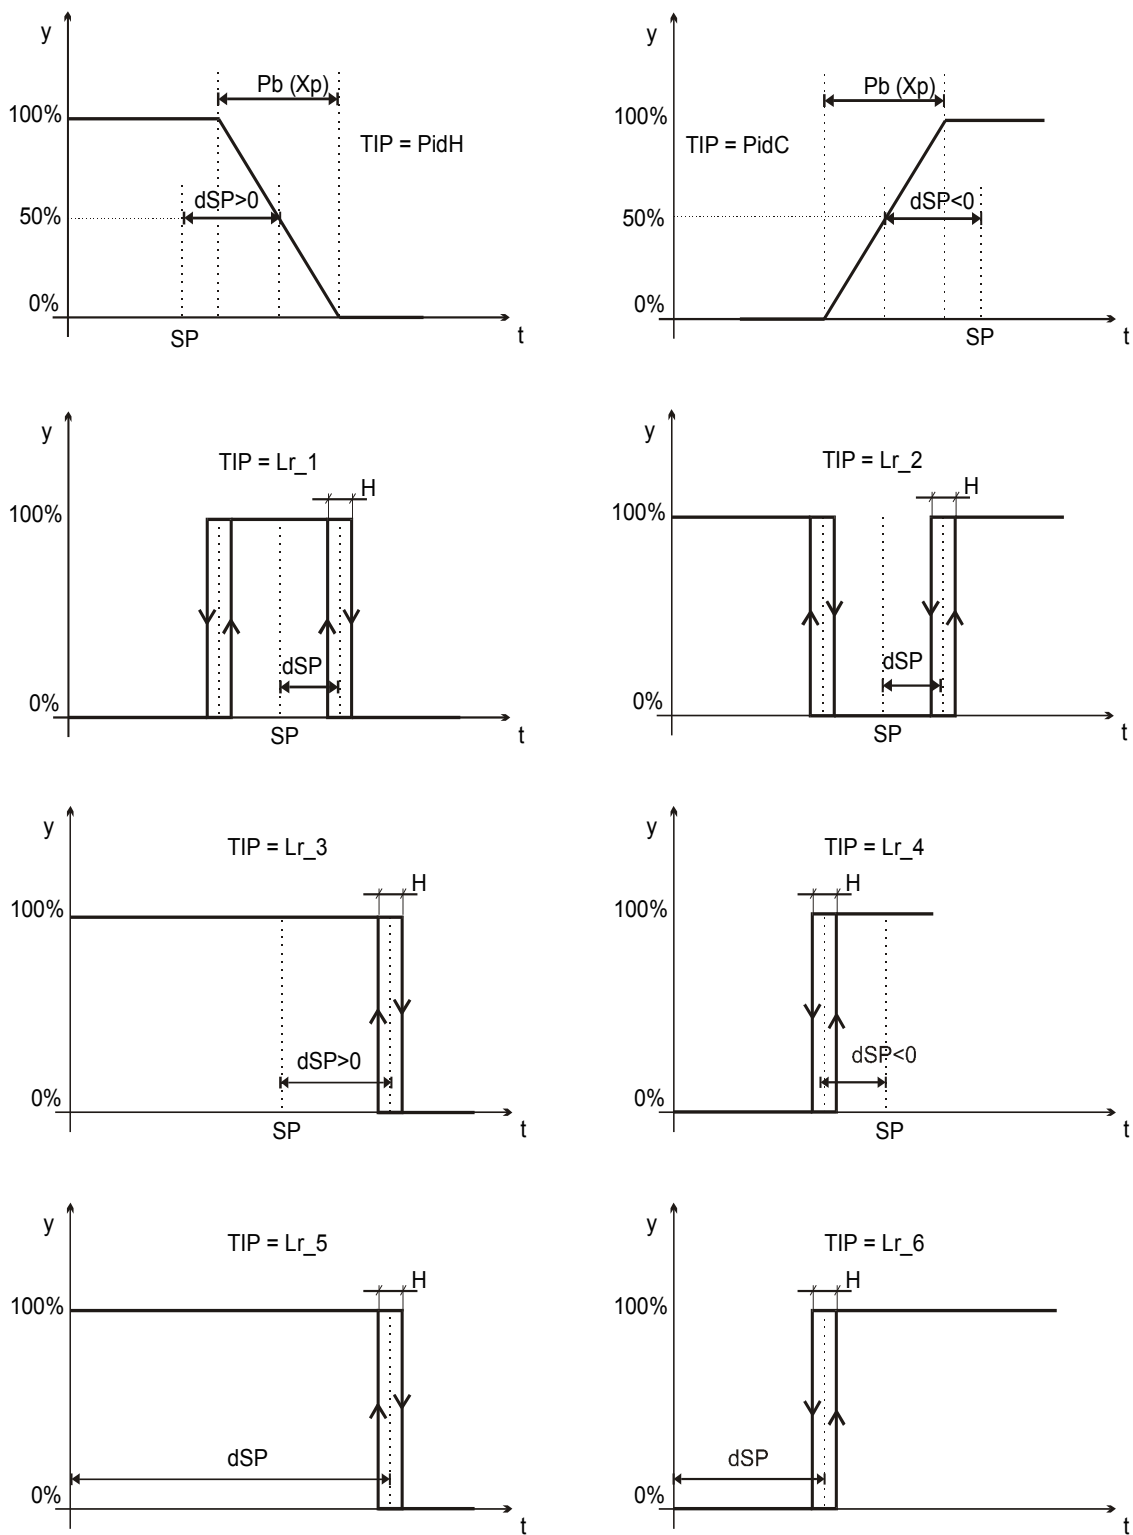 y
Pb (Xp)
100%
TIP = PidH
dSP>0
50%
0%
SP
t
y
Pb (Xp)
100%
TIP = PidC
dSP<0
50%
0%
SP
t
y
TIP = Lr_1
H
100%
dSP
0%
SP
t
y
TIP = Lr_2
H
100%
dSP
0%
SP
t
y
TIP = Lr_3
H
100%
dSP>0
0%
SP
t
y
TIP = Lr_4
H
100%
dSP<0
0%
SP
t
y
TIP = Lr_5
H
100%
dSP
0%
t
y
TIP = Lr_6
H
100%
dSP
0%
t